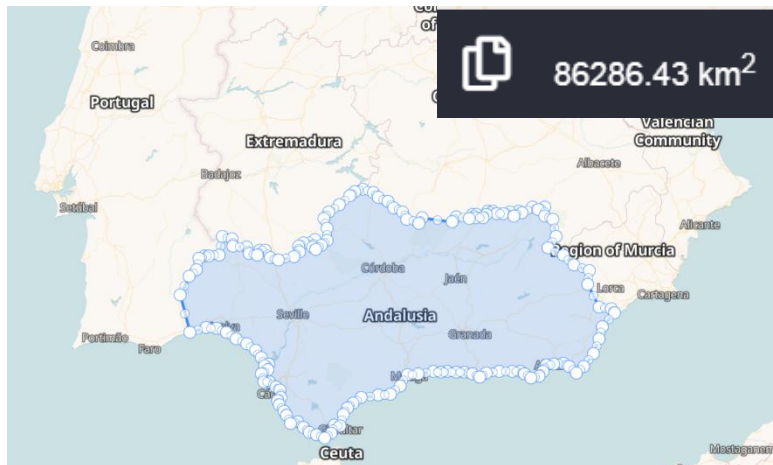 86286.43 km²
Coimbra
Portugal
Extremadura
Valencian
Community
Badajoz
Albacete
Setúbal
Alicante
Region of Murcia
Córdoba
Jaén
Lorca
Cartagena
Seville
Andalusia
Portimão
Faro
Granada
Ceuta
Mostaganem